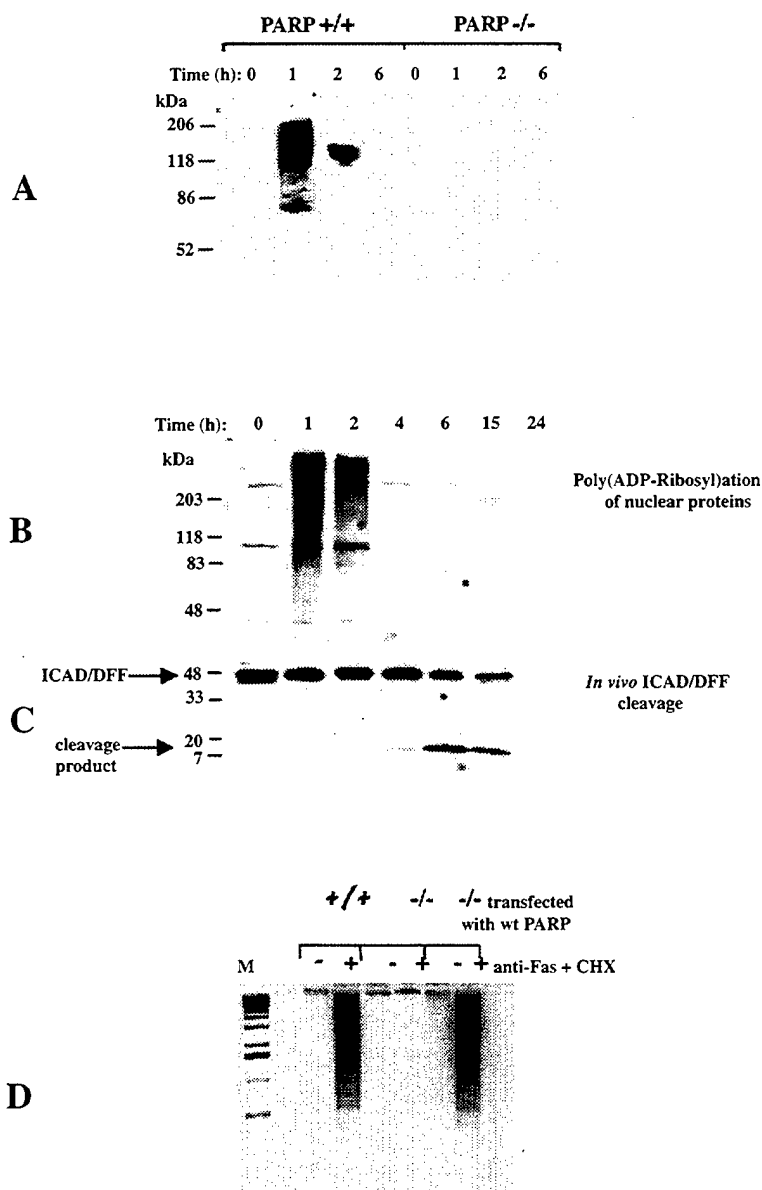 PARP +/+ PARP -/-
Time (h): 0 1 2 6 0 1 2 6
kDa
206
118
A
86
52
Time (h): 0 1 2 4 6 15 24
kDa
Poly(ADP-Ribosyl)ation
of nuclear proteins
203
B
118
83
48
ICAD/DFF 48
In vivo ICAD/DFF
cleavage
33
C
cleavage
product
20
7
+/+ -/- -/- transfected
with wt PARP
M - + - + - + anti-Fas + CHX
D